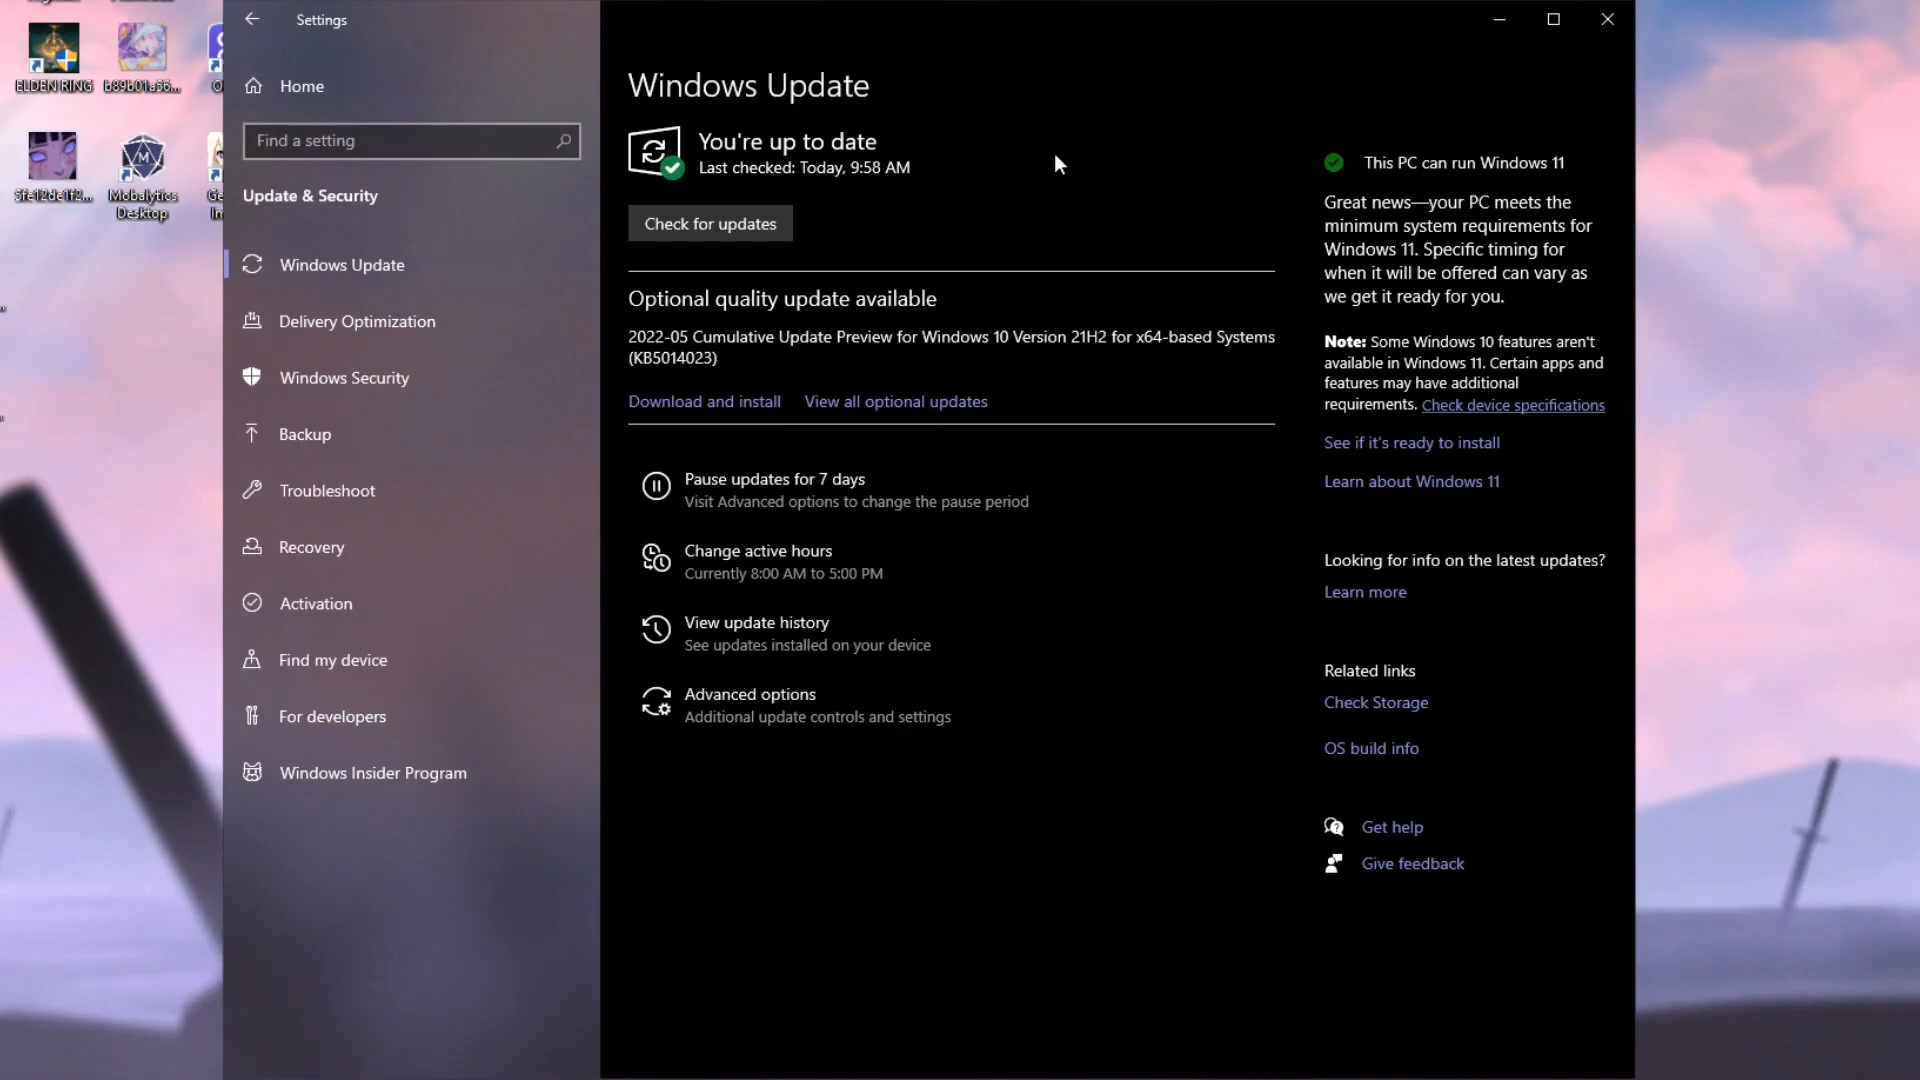 Settings
ELDEN RING
b89b01a56...
5fe12de1f2...
Mobalytics
Desktop
Home
Find a setting
Update & Security
Windows Update
Delivery Optimization
Windows Security
Backup
Troubleshoot
Recovery
Activation
Find my device
For developers
Windows Insider Program
Windows Update
You're up to date
Last checked: Today, 9:58 AM
Check for updates
Optional quality update available
2022-05 Cumulative Update Preview for Windows 10 Version 21H2 for x64-based Systems
(KB5014023)
Download and install
View all optional updates
Pause updates for 7 days
Visit Advanced options to change the pause period
Change active hours
Currently 8:00 AM to 5:00 PM
View update history
See updates installed on your device
Advanced options
Additional update controls and settings
This PC can run Windows 11
Great news—your PC meets the
minimum system requirements for
Windows 11. Specific timing for
when it will be offered can vary as
we get it ready for you.
Note: Some Windows 10 features aren't
available in Windows 11. Certain apps and
features may have additional
requirements. Check device specifications
See if it's ready to install
Learn about Windows 11
Looking for info on the latest updates?
Learn more
Related links
Check Storage
OS build info
Get help
Give feedback